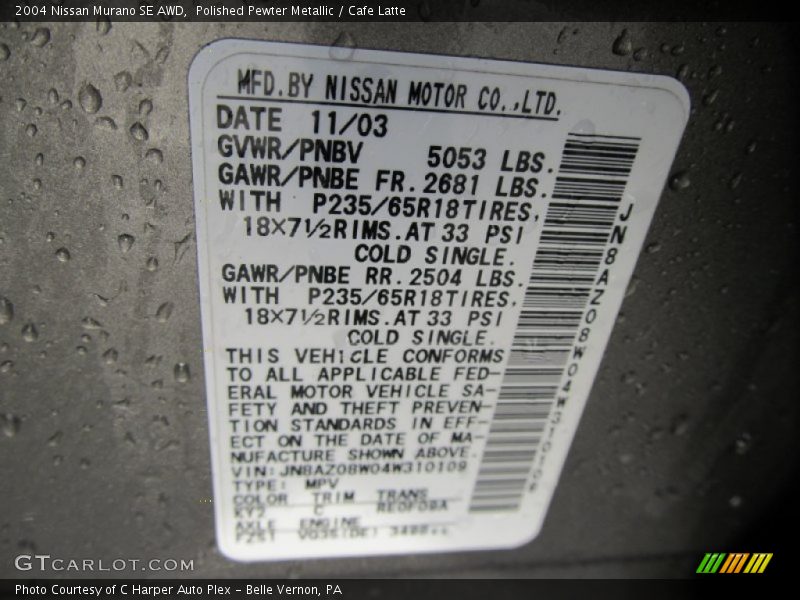 2004 Nissan Murano SE AWD,  Polished Pewter Metallic / Cafe Latte
MFD.BY NISSAN MOTOR CO.,LTD.
DATE 11/03
GVWR/PNBV 5053 LBS.
GAWR/PNBE FR.2681 LBS.
WITH P235/65R18TIRES,
18×7½RIMS.AT 33 PSI
COLD SINGLE.
GAWR/PNBE RR.2504 LBS.
WITH P235/65R18TIRES,
18×7½RIMS.AT 33 PSI
COLD SINGLE.
THIS VEHICLE CONFORMS
TO ALL APPLICABLE FED-
ERAL MOTOR VEHICLE SA-
FETY AND THEFT PREVEN-
TION STANDARDS IN EFF-
ECT ON THE DATE OF MA-
NUFACTURE SHOWN ABOVE.
VIN:JN8AZ08W04W310109
TYPE: MPV
COLOR TRIM TRANS
KY2 C RE0F09A
AXLE ENGINE
GTCARLOT.COM
Photo Courtesy of C Harper Auto Plex – Belle Vernon, PA